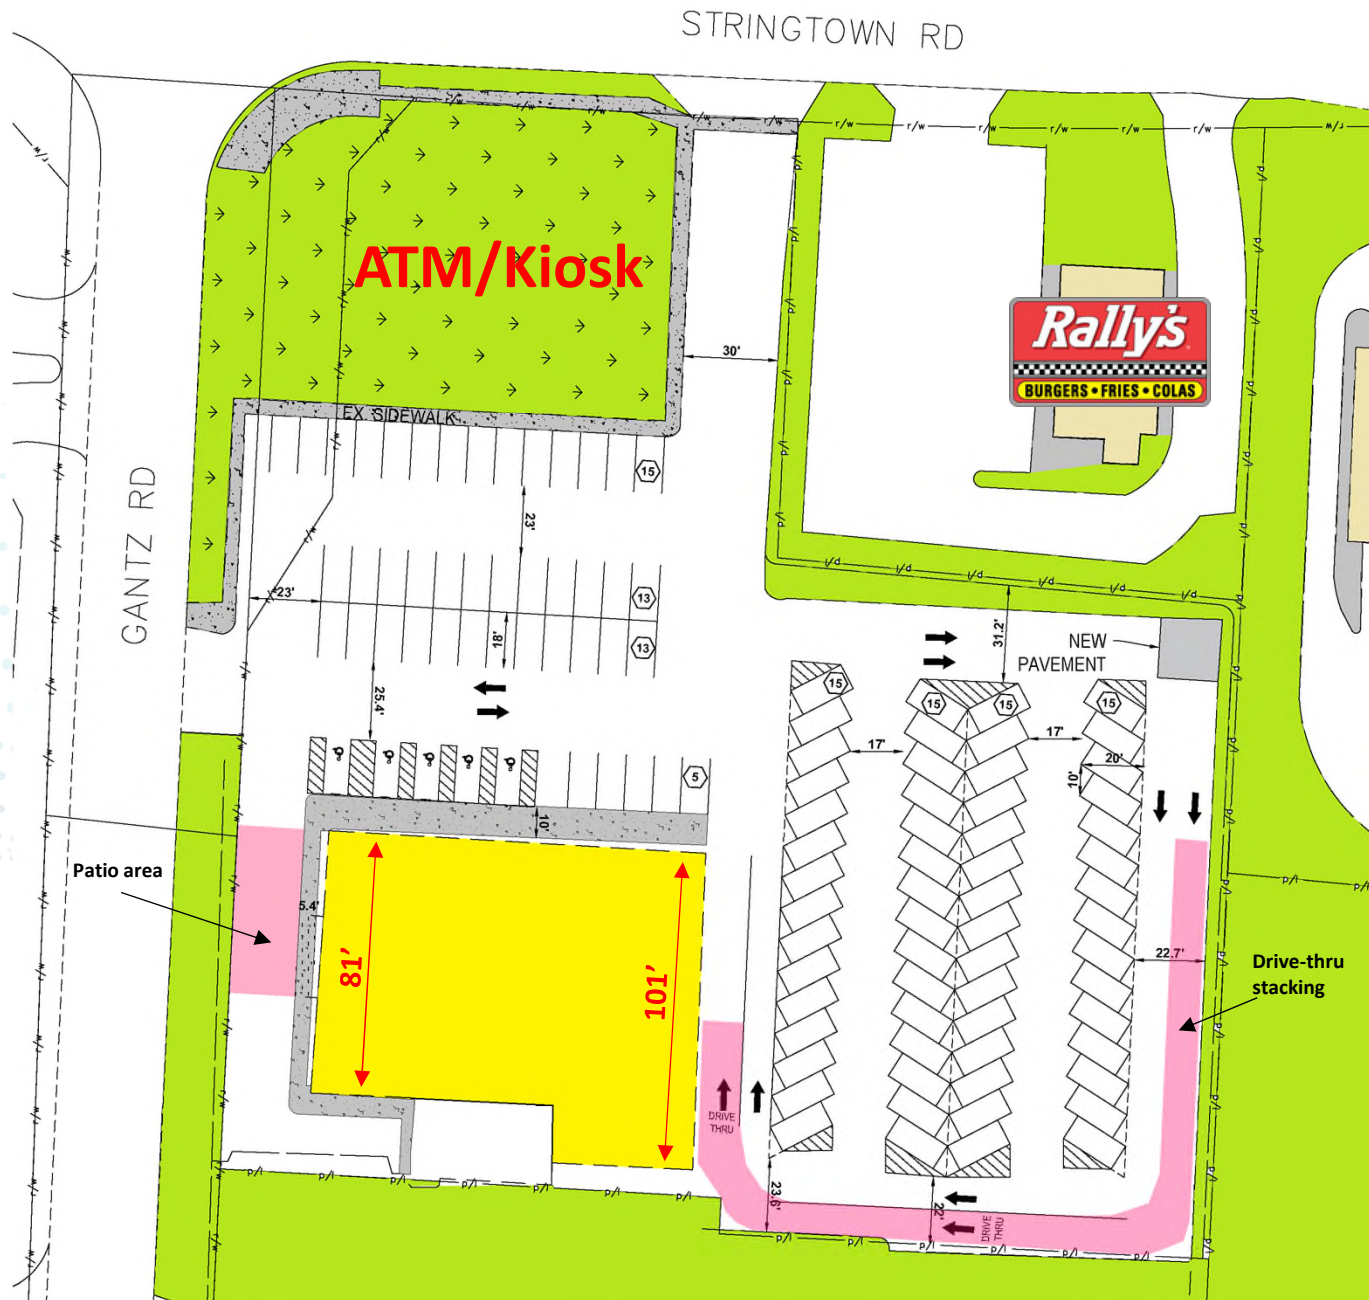 STRINGTOWN RD
r/w r/w r/w r/w r/w r/w r/w r/w r/w r/w
ATM/Kiosk
Rally's
BURGERS • FRIES • COLAS
30'
EX SIDEWALK
15
23'
GANTZ RD
23'
13
13
18'
31.2'
NEW
PAVEMENT
25.4'
15
15
15
15
17'
17'
20'
10'
5
10'
Patio area
5.4'
81'
101'
22.7'
Drive-thru
stacking
DRIVE
THRU
23.6'
22'
DRIVE
THRU
p/l p/l p/l p/l p/l p/l p/l
p/l p/l p/l p/l p/l p/l